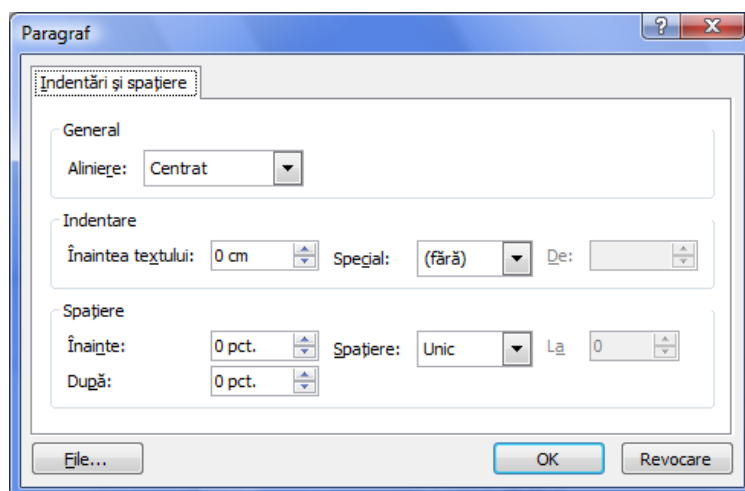 Paragraf
Indentări și spațiere
General
Aliniere: Centrat
Indentare
Înaintea textului: 0 cm Special: (fără) De:
Spațiere
Înainte: 0 pct. Spațiere: Unic La 0
După: 0 pct.
File... OK Revocare